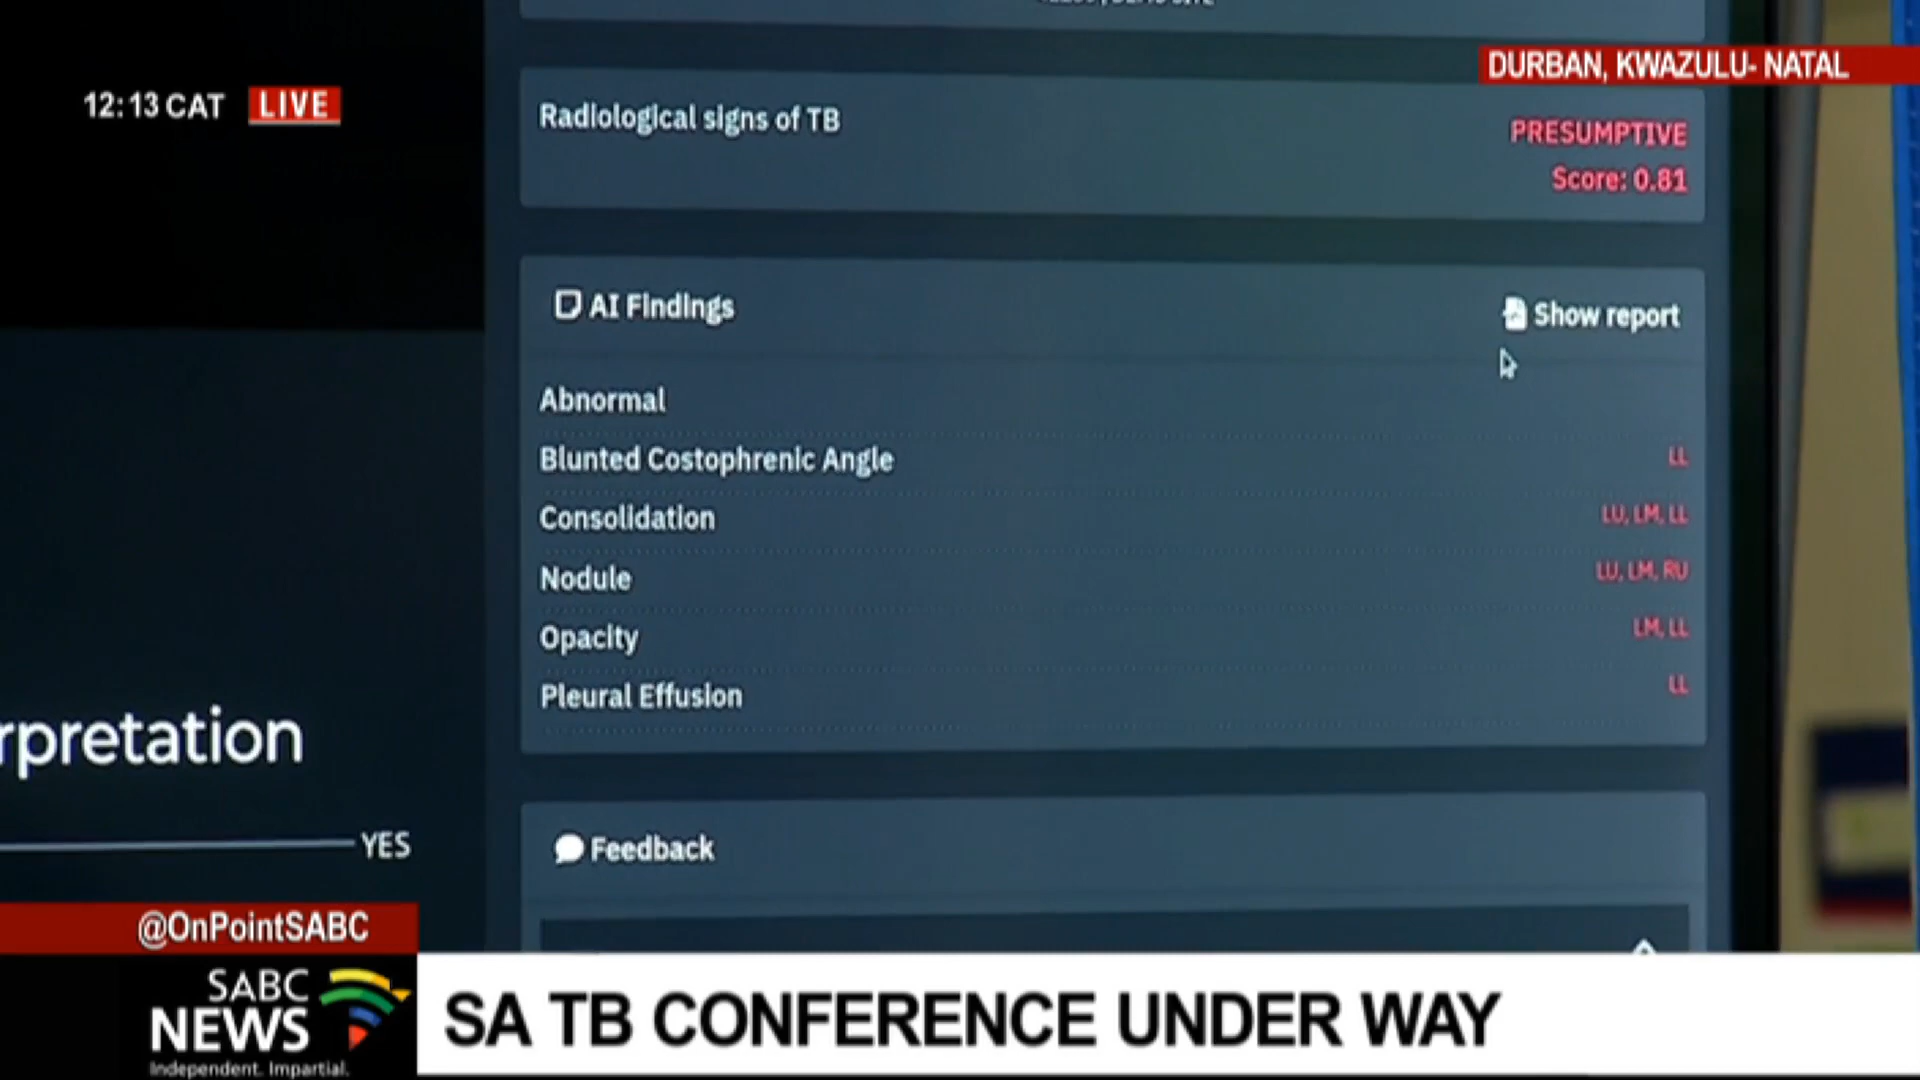 DURBAN, KWAZULU- NATAL
12:13 CAT LIVE
Radiological signs of TB
PRESUMPTIVE
Score: 0.81
AI Findings
Show report
Abnormal
Blunted Costophrenic Angle LL
Consolidation LU, LM, LL
Nodule LU, LM, RU
Opacity LM, LL
Pleural Effusion LL
rpretation
YES
Feedback
@OnPointSABC
SABC
NEWS
Independent. Impartial.
SA TB CONFERENCE UNDER WAY